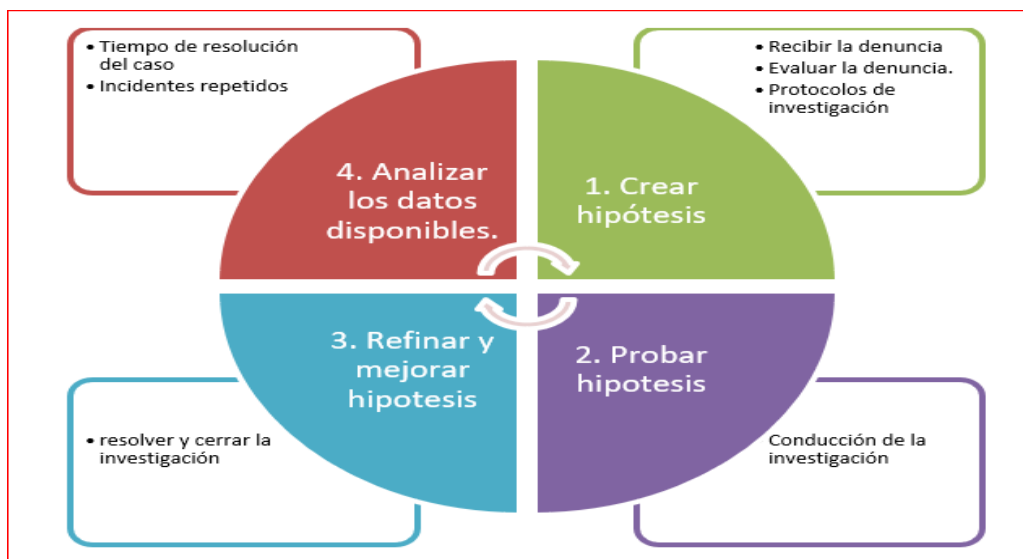 • Tiempo de resolución
del caso
• Incidentes repetidos
• Recibir la denuncia
• Evaluar la denuncia.
• Protocolos de
investigación
4. Analizar
los datos
disponibles.
1. Crear
hipótesis
3. Refinar y
mejorar
hipotesis
2. Probar
hipotesis
• resolver y cerrar la
investigación
Conducción de la
investigación